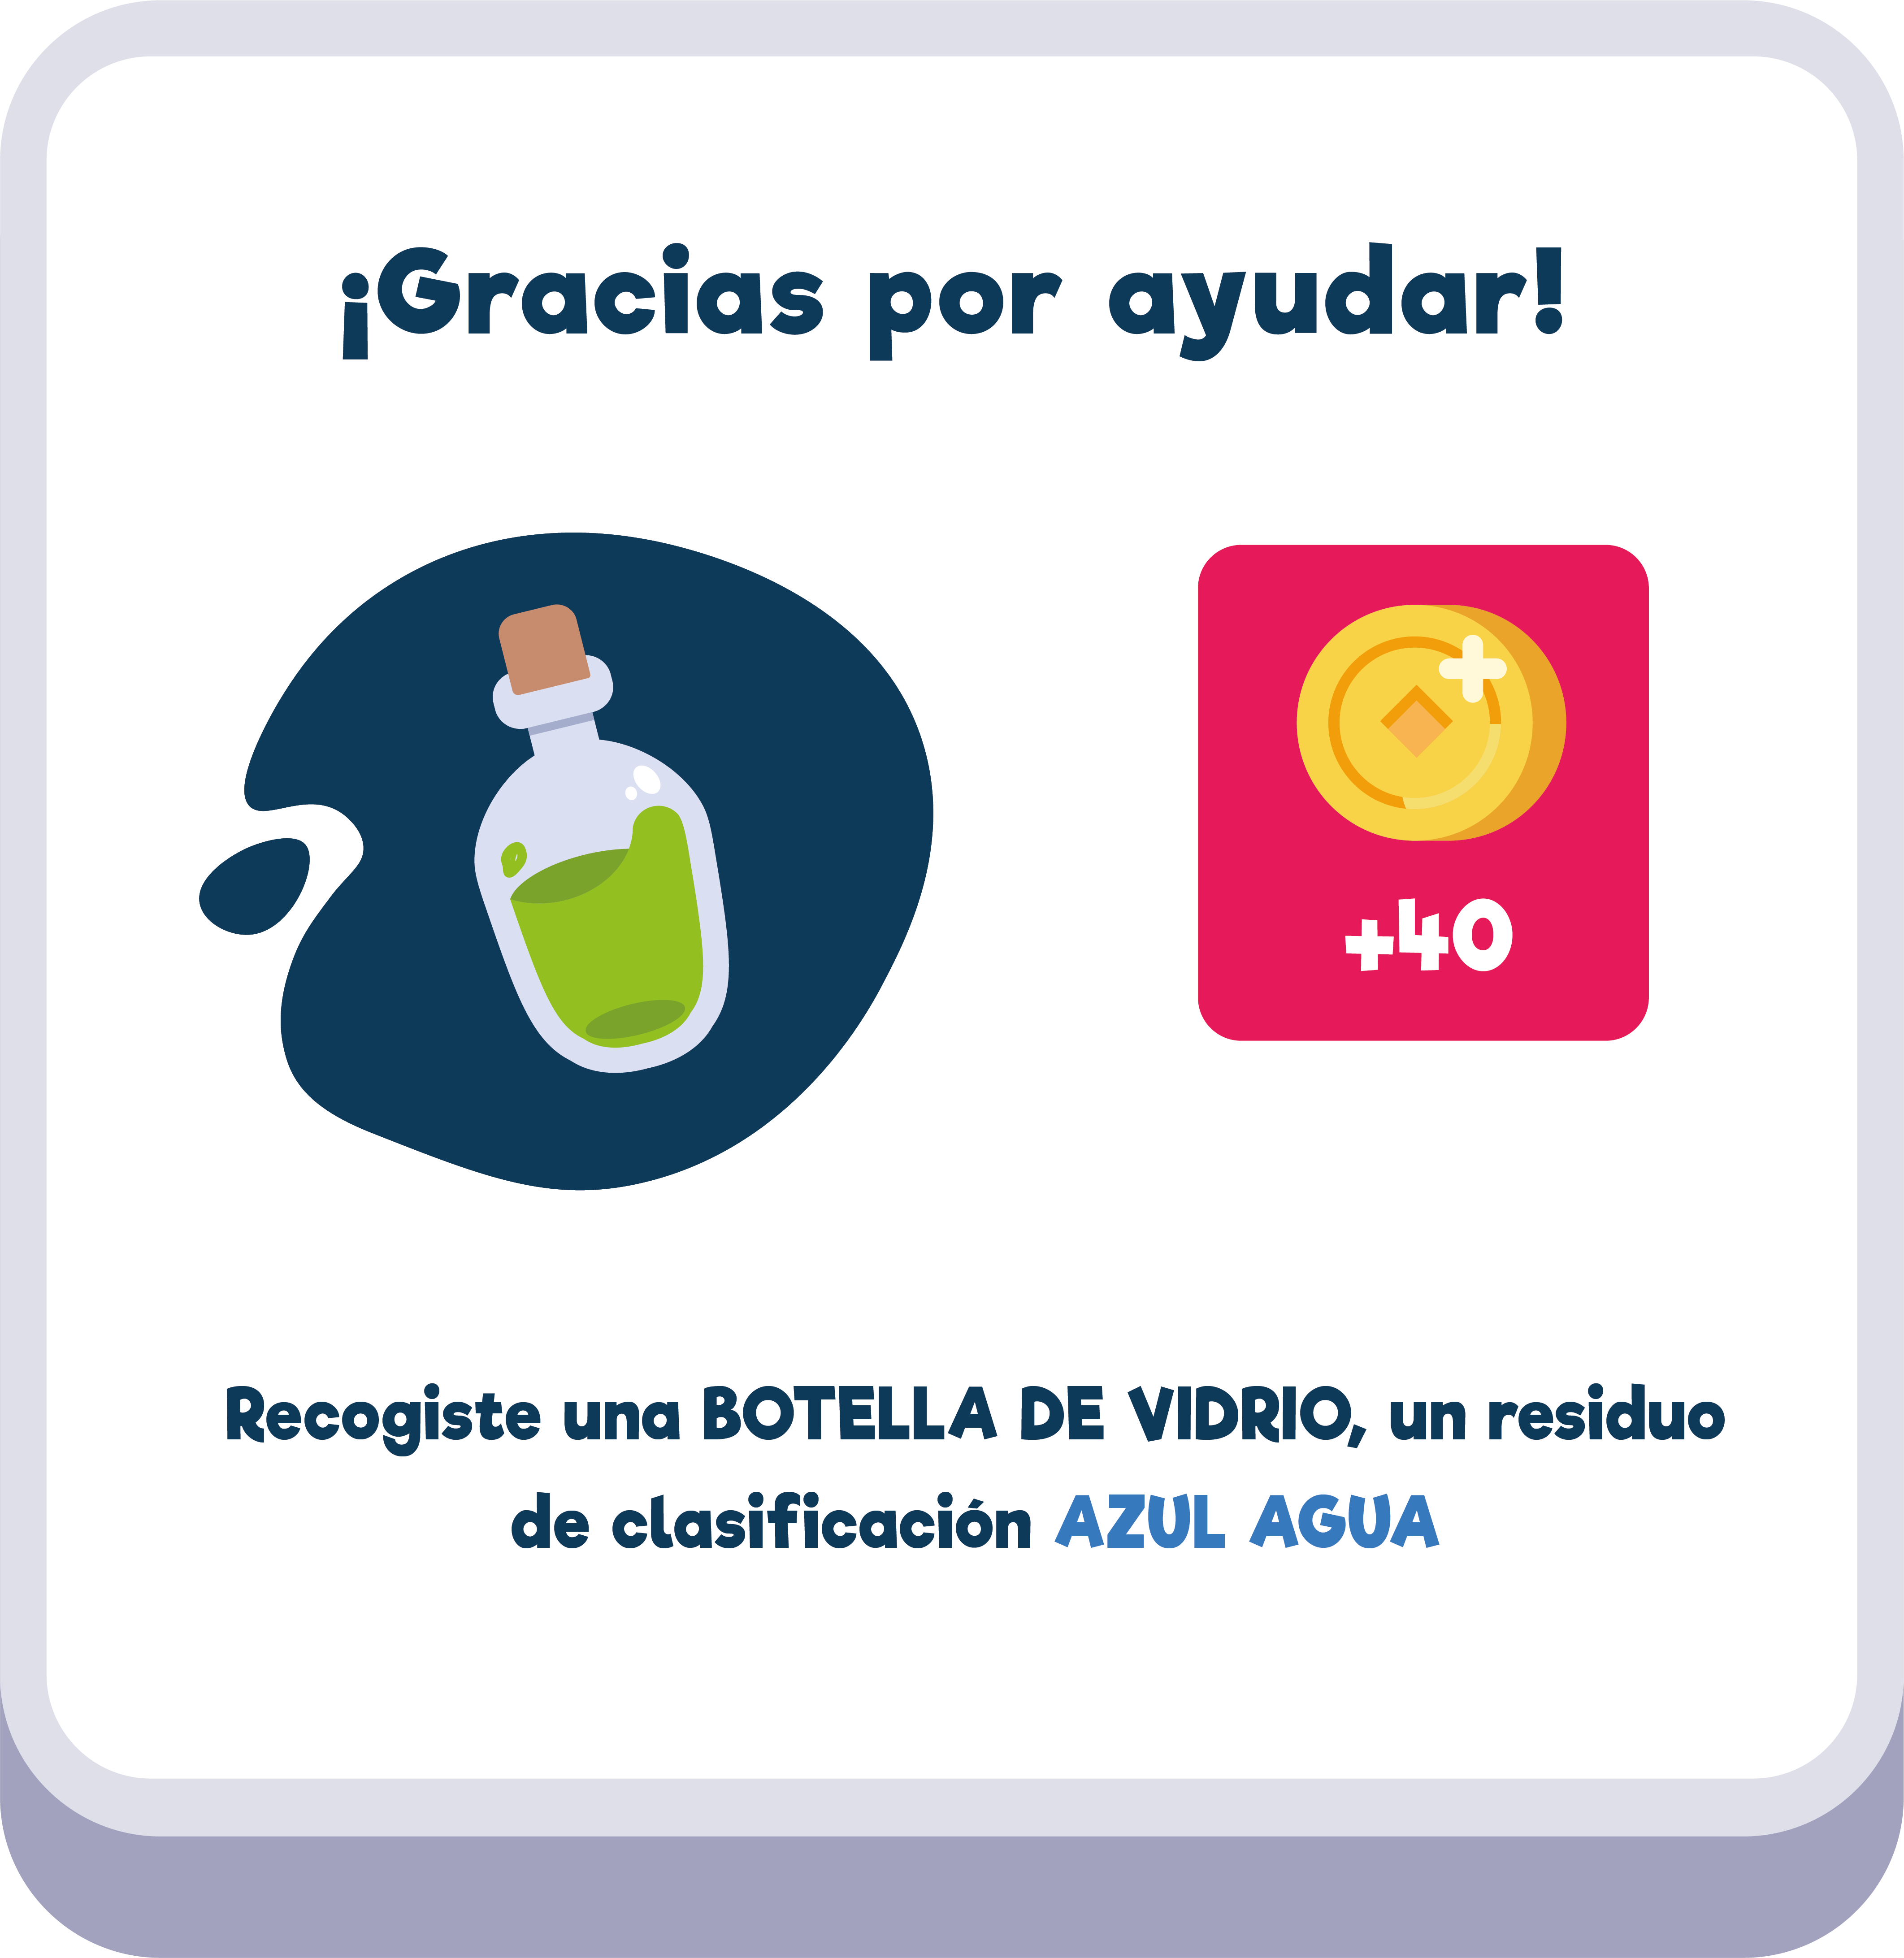 ¡Gracias por ayudar!
+40
Recogiste una BOTELLA DE VIDRIO, un residuo
de clasificación AZUL AGUA